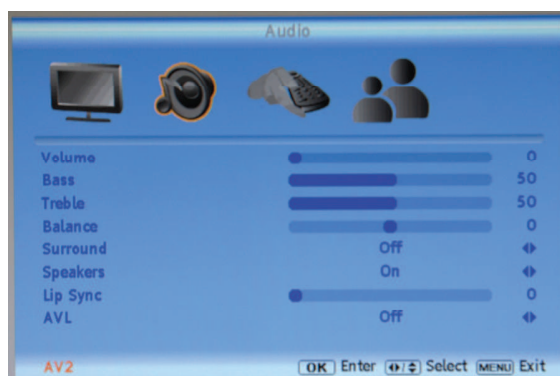 Audio
Volume 0
Bass 50
Treble 50
Balance 0
Surround Off
Speakers On
Lip Sync 0
AVL Off
AV2 OK Enter / Select MENU Exit